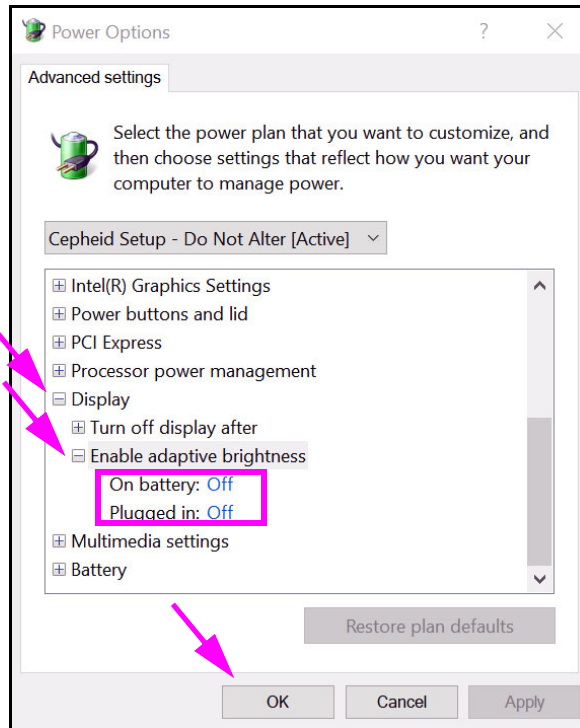 Power Options
?
Advanced settings
Select the power plan that you want to customize, and
then choose settings that reflect how you want your
computer to manage power.
Cepheid Setup - Do Not Alter [Active]
Intel(R) Graphics Settings
Power buttons and lid
PCI Express
Processor power management
Display
Turn off display after
Enable adaptive brightness
On battery: Off
Plugged in: Off
Multimedia settings
Battery
Restore plan defaults
OK Cancel Apply